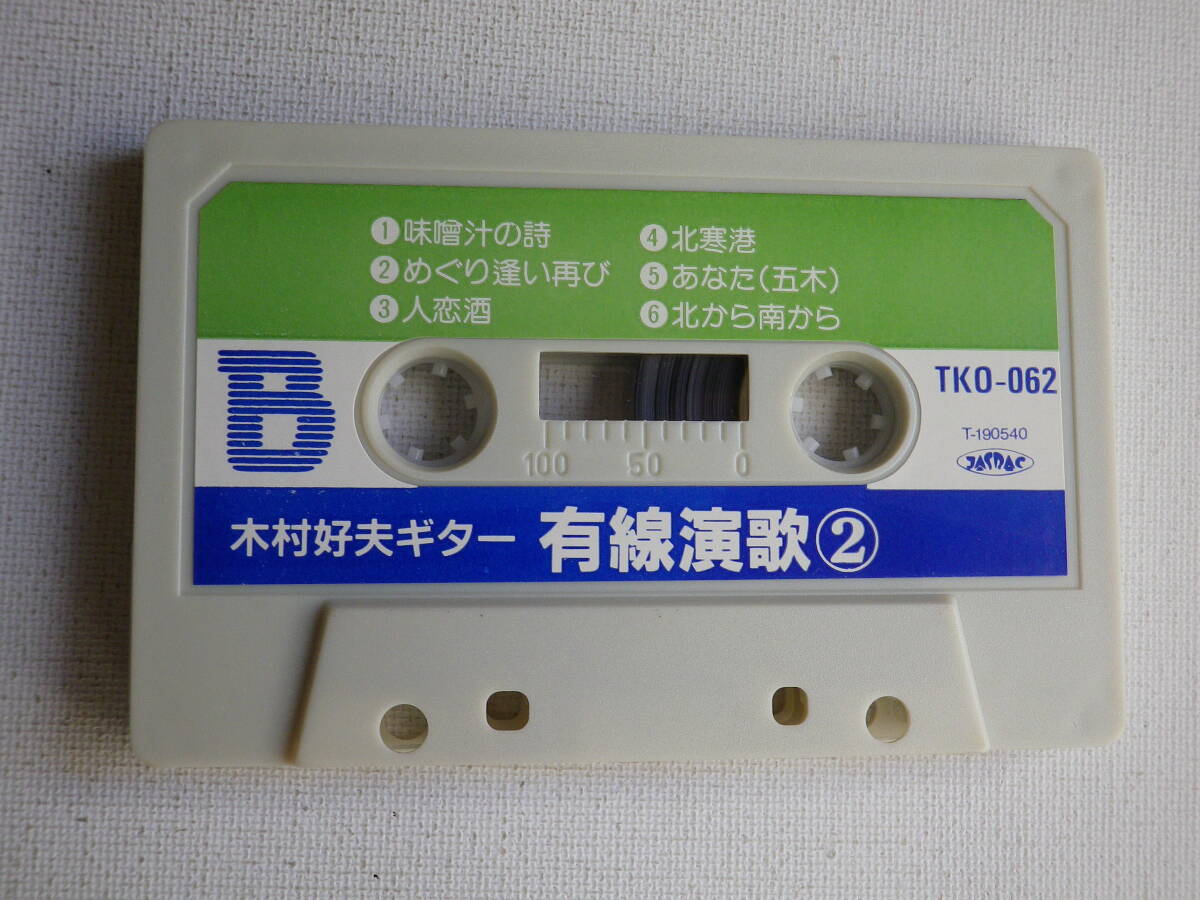 ❶味噌汁の詩
❷めぐり逢い再び
❸人恋酒
❹北寒港
❺あなた(五木)
❻北から南から
B
TKO-062
T-190540
JASRAC
100 50 0
木村好夫ギター 有線演歌②